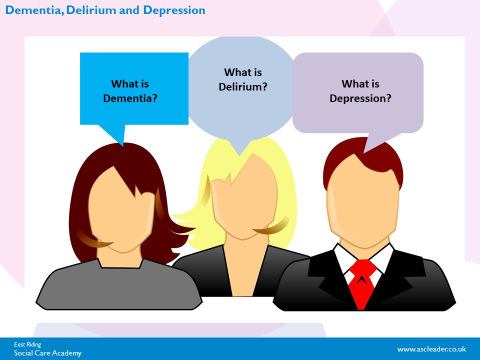 Dementia, Delirium and Depression
What is
Dementia?
What is
Delirium?
What is
Depression?
East Riding
Social Care Academy
www.ascleader.co.uk